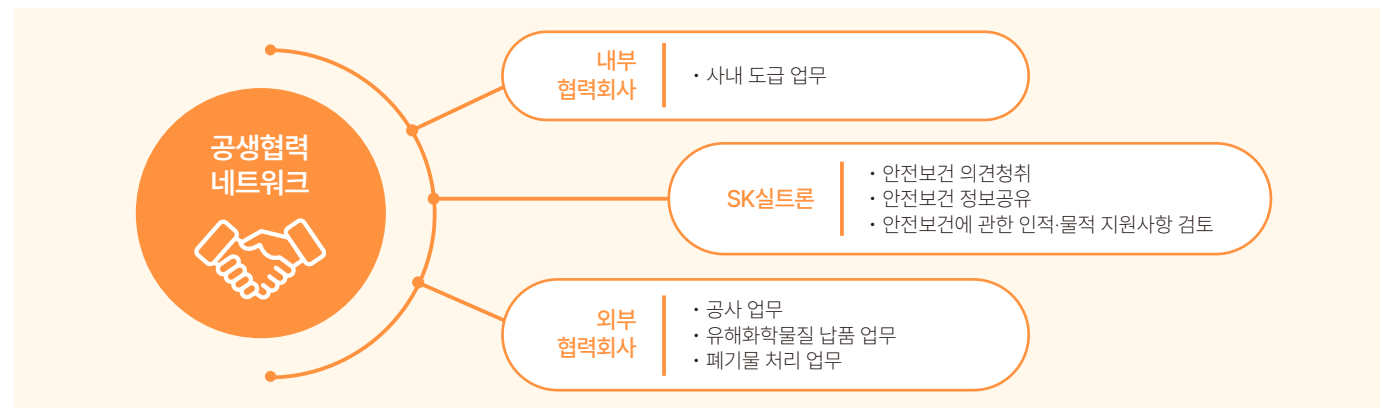 공생협력
네트워크
내부
협력회사
· 사내 도급 업무
SK실트론
· 안전보건 의견청취
· 안전보건 정보공유
· 안전보건에 관한 인적·물적 지원사항 검토
외부
협력회사
· 공사 업무
· 유해화학물질 납품 업무
· 폐기물 처리 업무